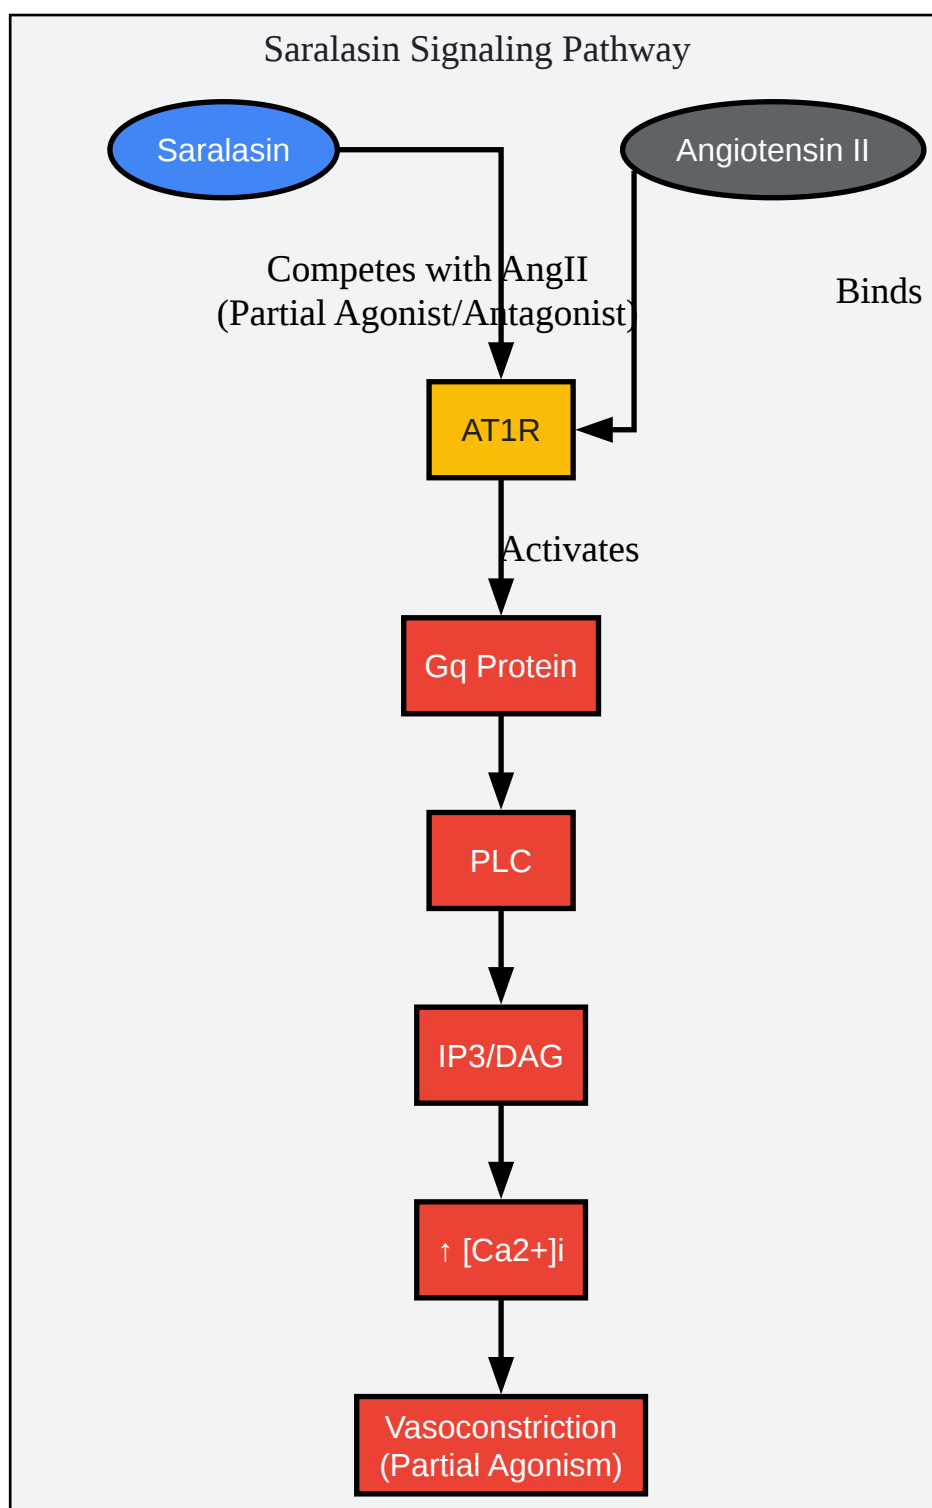 Saralasin Signaling Pathway
Saralasin
Angiotensin II
Competes with AngII
(Partial Agonist/Antagonist)
Binds
AT1R
Activates
Gq Protein
PLC
IP3/DAG
↑ [Ca2+]i
Vasoconstriction
(Partial Agonism)